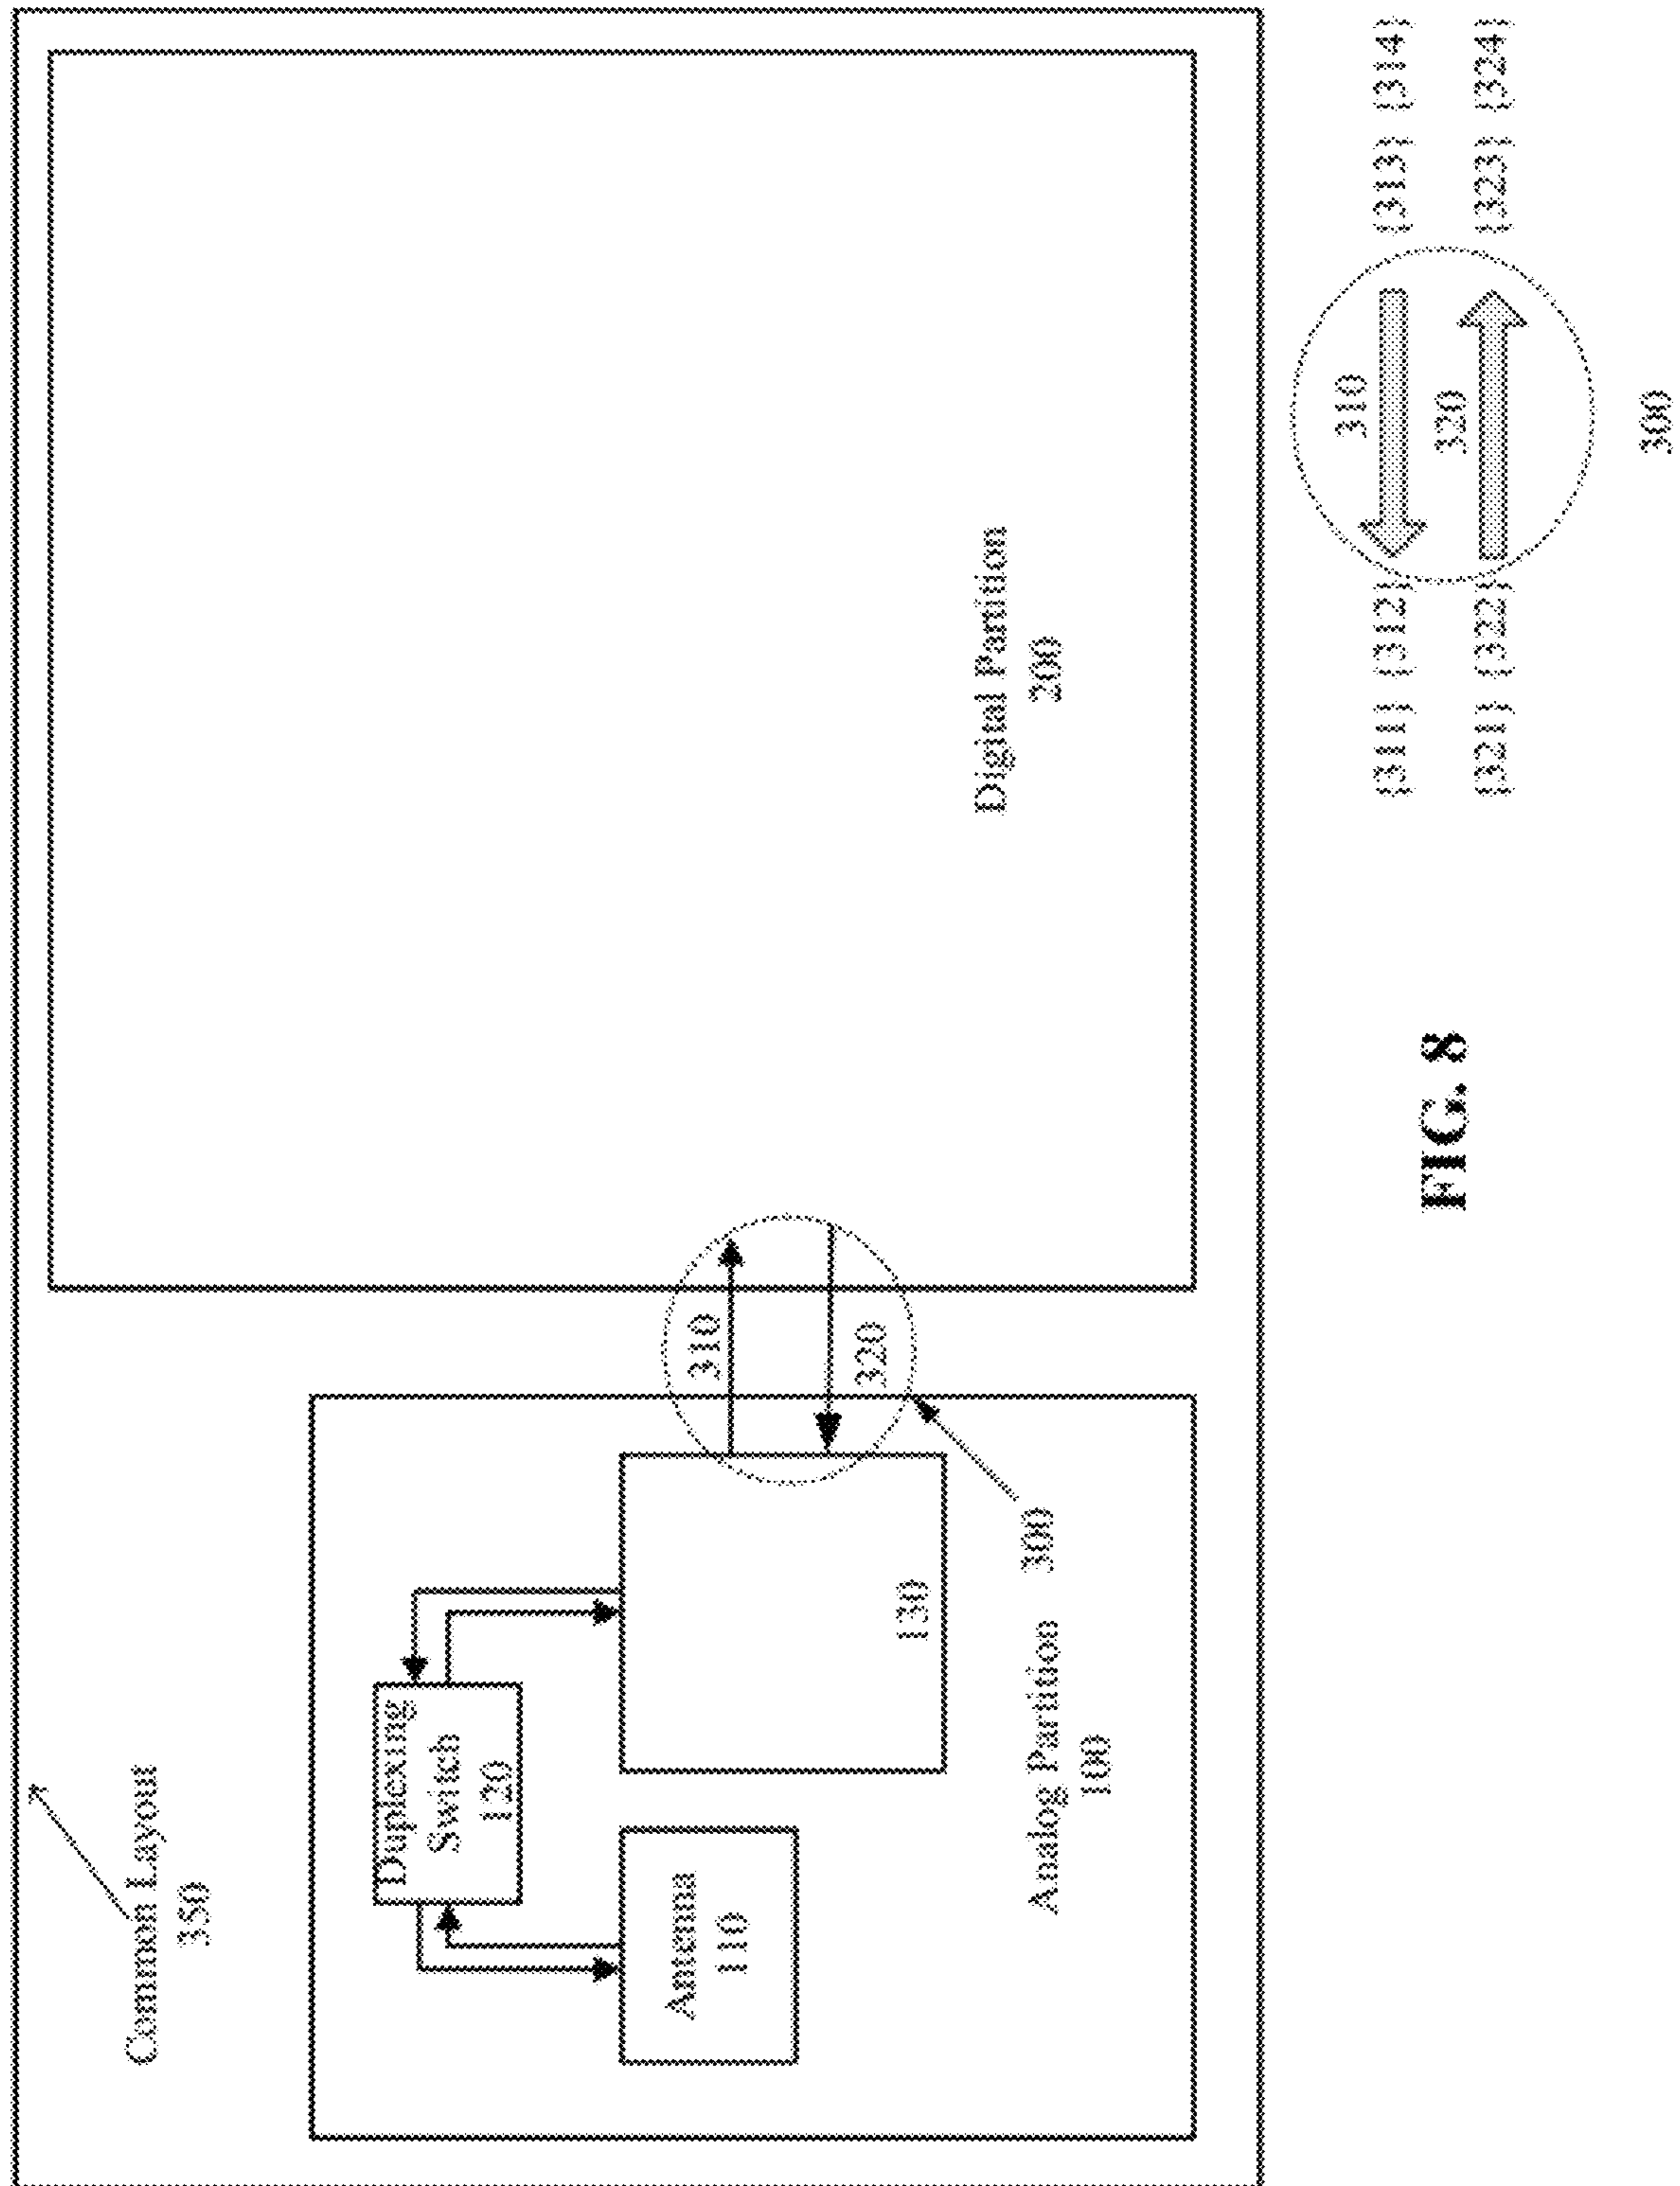 Common Layout
350
Duplexing
Switch
120
Antenna
110
130
Analog Partition
100
300
310
320
Digital Partition
200
{311} {312} 310 {313} {314}
{321} {322} 320 {323} {324}
300
FIG. 8